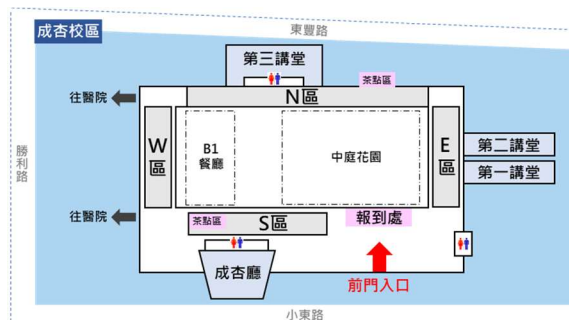 成杏校區
東豐路
第三講堂
茶點區
往醫院
N區
W區
B1
餐廳
中庭花園
E區
第二講堂
第一講堂
勝利路
往醫院
茶點區
S區
報到處
成杏廳
前門入口
小東路